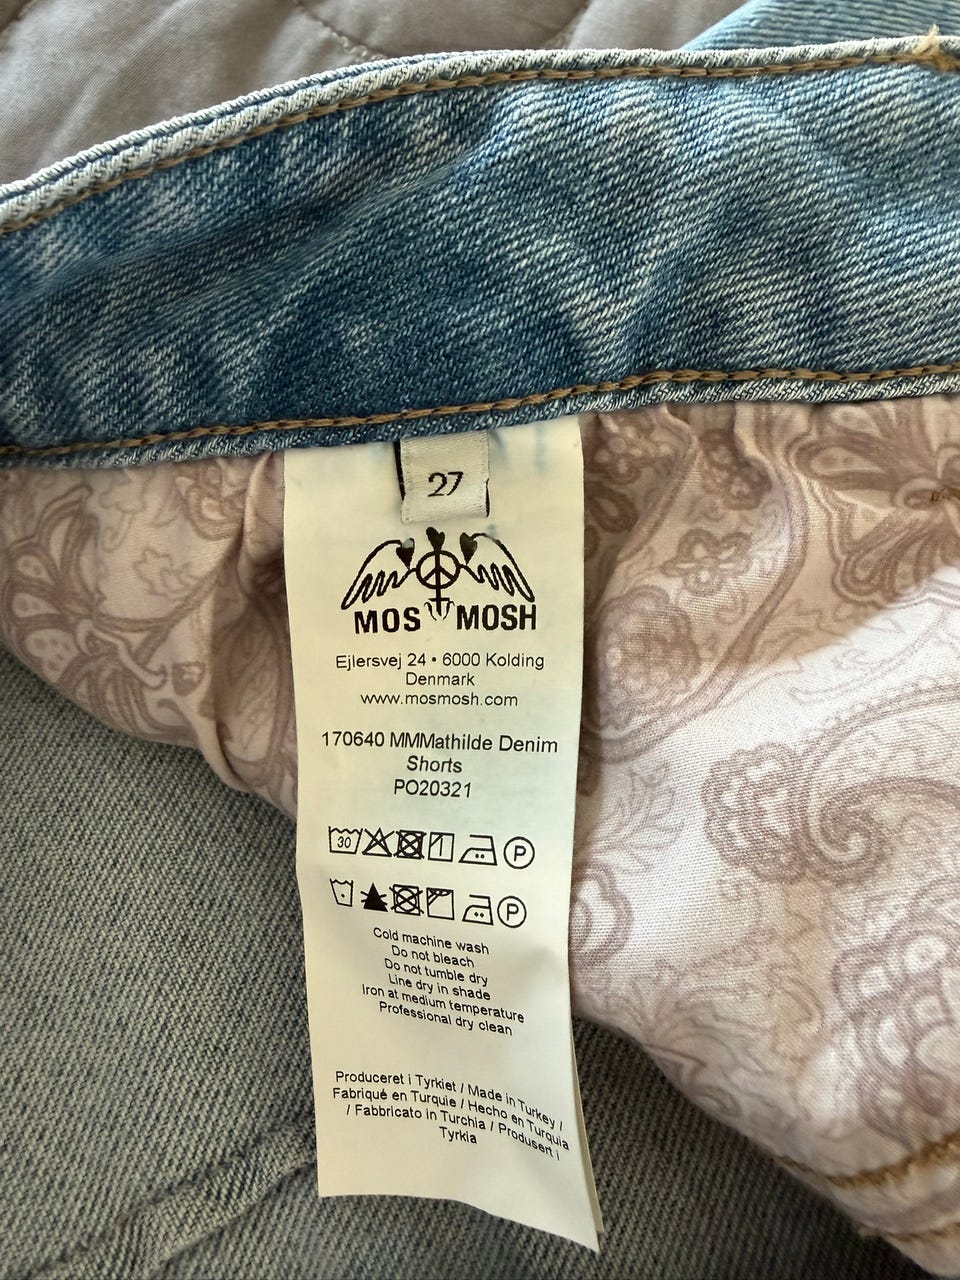 27
MOS MOSH
Ejlersvej 24 • 6000 Kolding
Denmark
www.mosmosh.com
170640 MMMathilde Denim
Shorts
PO20321
30 P
P
Cold machine wash
Do not bleach
Do not tumble dry
Line dry in shade
Iron at medium temperature
Professional dry clean
Produceret i Tyrkiet / Made in Turkey /
Fabriqué en Turquie / Hecho en Turquia
/ Fabbricato in Turchia / Produsert i
Tyrkia